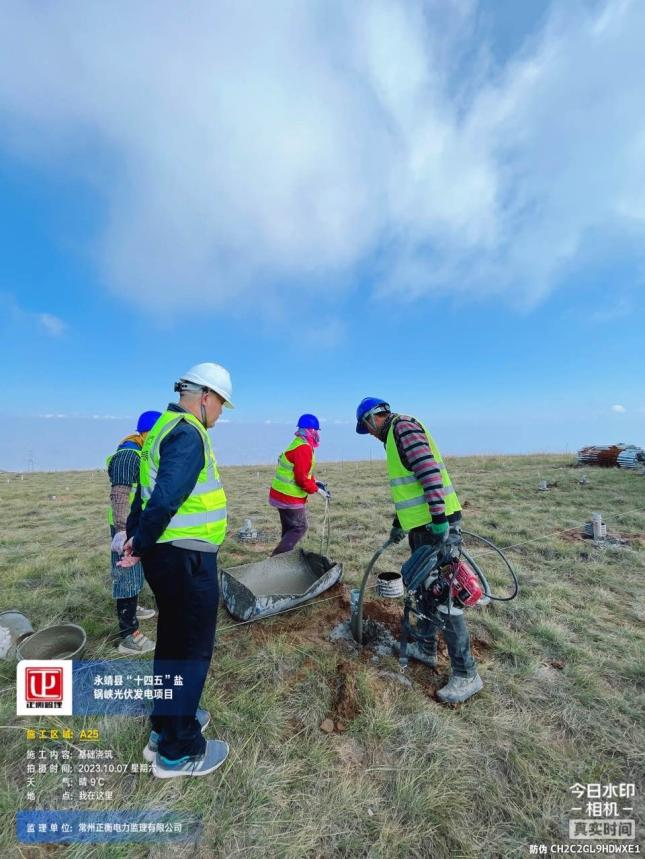 永靖县“十四五”盐
锅峡光伏发电项目
正衡监理
施工区域: A25
施工内容: 基础浇筑
拍摄时间: 2023.10.07 星期六
天 气: 晴 9℃
地 点: 我在这里
监理单位: 常州正衡电力监理有限公司
今日水印
相机
真实时间
防伪 CH2C2GL9HDWXE1